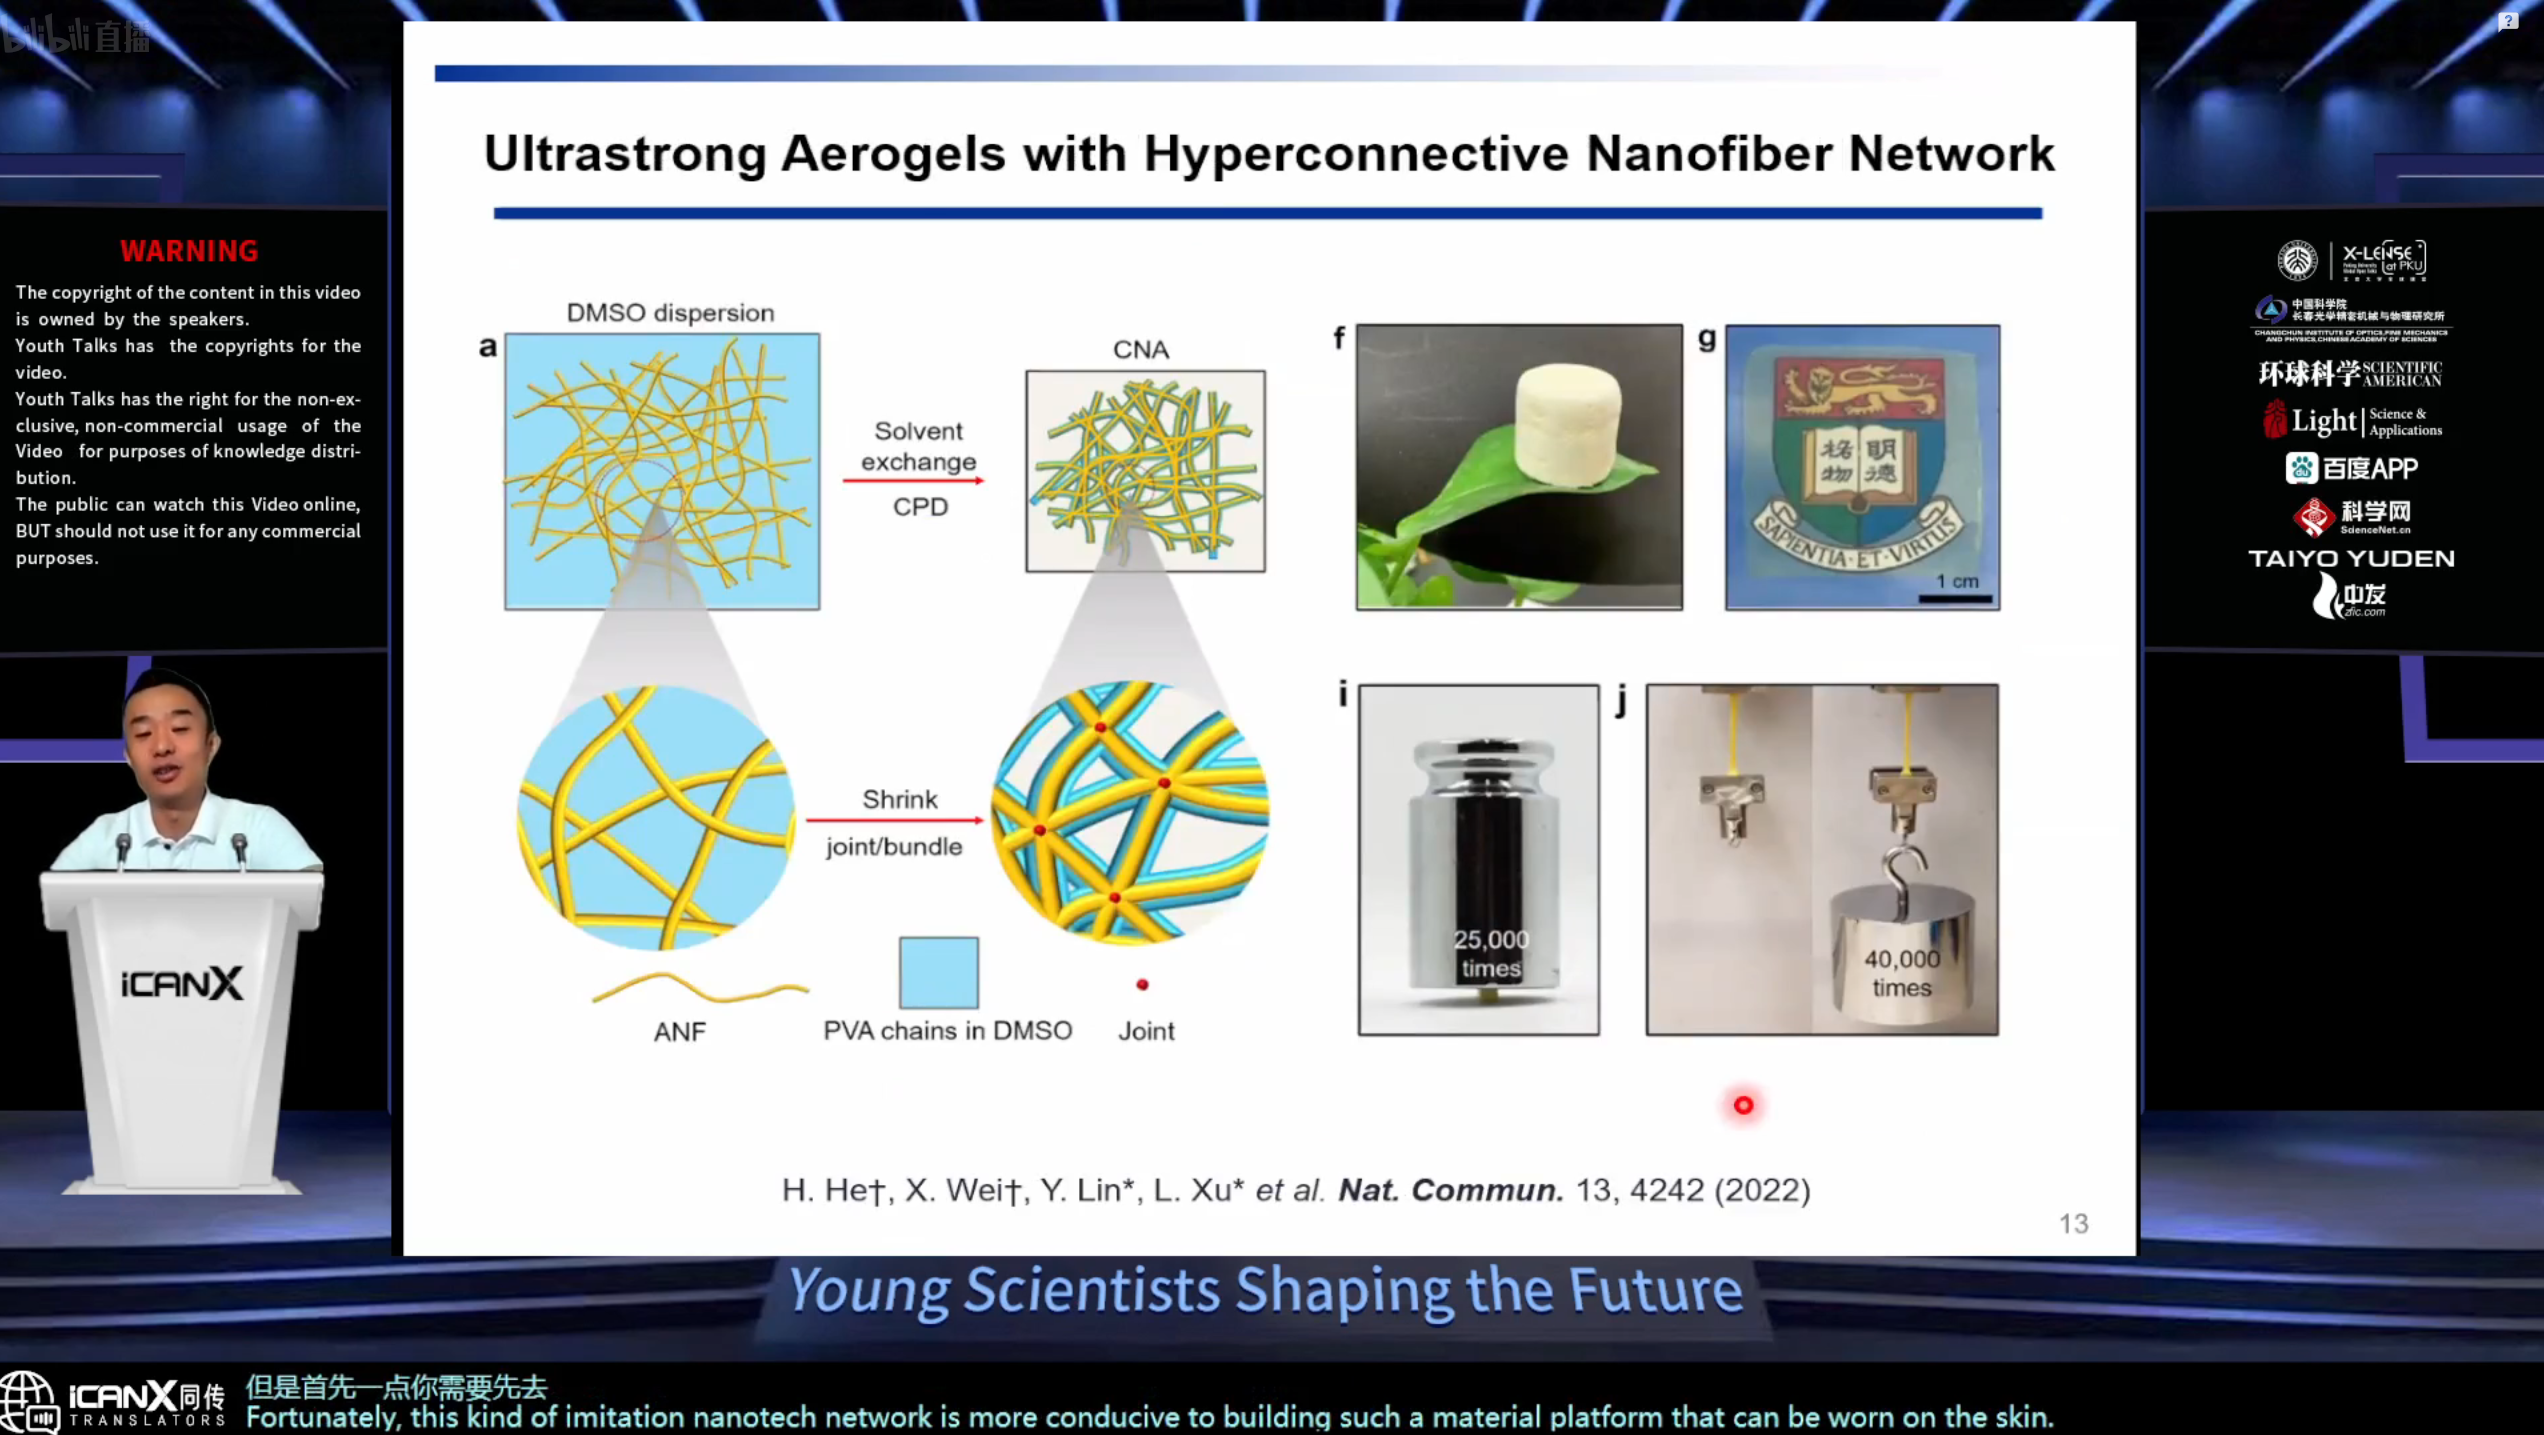 bilibili直播
WARNING
The copyright of the content in this video
is owned by the speakers.
Youth Talks has the copyrights for the
video.
Youth Talks has the right for the non-ex-
clusive, non-commercial usage of the
Video for purposes of knowledge distri-
bution.
The public can watch this Video online,
BUT should not use it for any commercial
purposes.
iCANX
Ultrastrong Aerogels with Hyperconnective Nanofiber Network
a
DMSO dispersion
Solvent
exchange
CPD
CNA
Shrink
joint/bundle
ANF
PVA chains in DMSO
Joint
f
g
格物
明德
SAPIENTIA·ET·VIRTUS
1 cm
i
25,000
times
j
40,000
times
H. He†, X. Wei†, Y. Lin*, L. Xu* et al. Nat. Commun. 13, 4242 (2022)
13
X-LENSE
at PKU
中国科学院
长春光学精密机械与物理研究所
CHANGCHUN INSTITUTE OF OPTICS,FINE MECHANICS
AND PHYSICS,CHINESE ACADEMY OF SCIENCES
环球科学 SCIENTIFIC
AMERICAN
Light | Science &
Applications
du 百度APP
科学网
ScienceNet.cn
TAIYO YUDEN
中发
zfic.com
?
Young Scientists Shaping the Future
iCANX同传
TRANSLATORS
但是首先一点你需要先去
Fortunately, this kind of imitation nanotech network is more conducive to building such a material platform that can be worn on the skin.